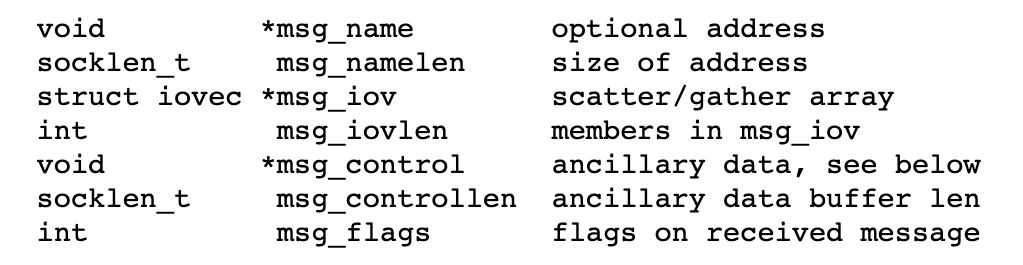 void *msg_name optional address
socklen_t msg_namelen size of address
struct iovec *msg_iov scatter/gather array
int msg_iovlen members in msg_iov
void *msg_control ancillary data, see below
socklen_t msg_controllen ancillary data buffer len
int msg_flags flags on received message